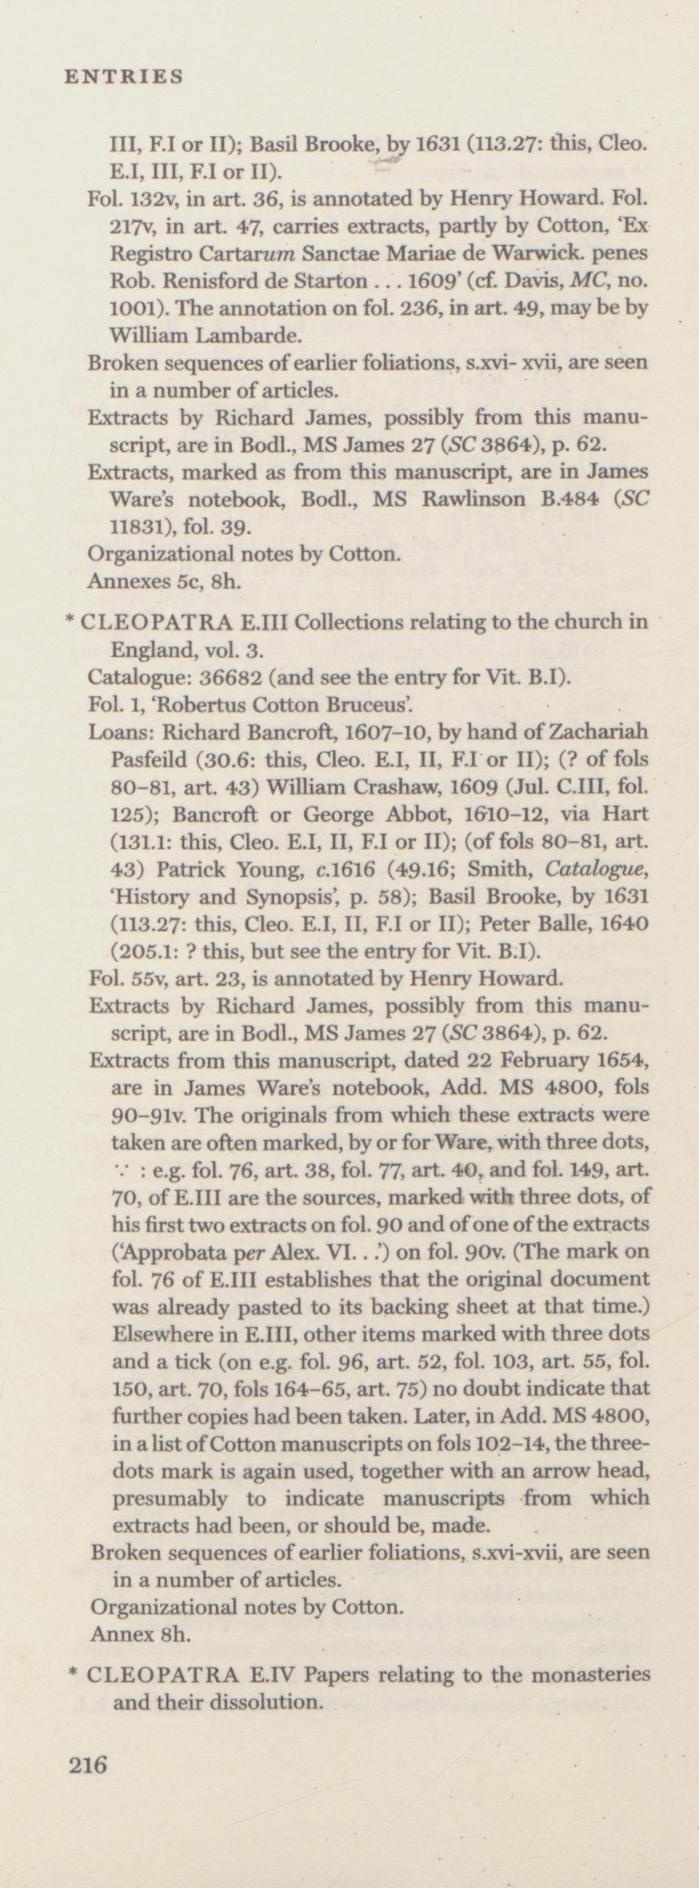 ENTRIES
III, F.I or II); Basil Brooke, by 1631 (113.27: this, Cleo.
E.I, III, F.I or II).
Fol. 132v, in art. 36, is annotated by Henry Howard. Fol.
217v, in art. 47, carries extracts, partly by Cotton, ‘Ex
Registro Cartarum Sanctae Mariae de Warwick. penes
Rob. Renisford de Starton . . . 1609’ (cf. Davis, MC, no.
1001). The annotation on fol. 236, in art. 49, may be by
William Lambarde.
Broken sequences of earlier foliations, s.xvi- xvii, are seen
in a number of articles.
Extracts by Richard James, possibly from this manu-
script, are in Bodl., MS James 27 (SC 3864), p. 62.
Extracts, marked as from this manuscript, are in James
Ware’s notebook, Bodl., MS Rawlinson B.484 (SC
11831), fol. 39.
Organizational notes by Cotton.
Annexes 5c, 8h.
* CLEOPATRA E.III Collections relating to the church in
England, vol. 3.
Catalogue: 36682 (and see the entry for Vit. B.I).
Fol. 1, ‘Robertus Cotton Bruceus’.
Loans: Richard Bancroft, 1607–10, by hand of Zachariah
Pasfeild (30.6: this, Cleo. E.I, II, F.I or II); (? of fols
80–81, art. 43) William Crashaw, 1609 (Jul. C.III, fol.
125); Bancroft or George Abbot, 1610–12, via Hart
(131.1: this, Cleo. E.I, II, F.I or II); (of fols 80–81, art.
43) Patrick Young, c.1616 (49.16; Smith, Catalogue,
‘History and Synopsis’, p. 58); Basil Brooke, by 1631
(113.27: this, Cleo. E.I, II, F.I or II); Peter Balle, 1640
(205.1: ? this, but see the entry for Vit. B.I).
Fol. 55v, art. 23, is annotated by Henry Howard.
Extracts by Richard James, possibly from this manu-
script, are in Bodl., MS James 27 (SC 3864), p. 62.
Extracts from this manuscript, dated 22 February 1654,
are in James Ware’s notebook, Add. MS 4800, fols
90–91v. The originals from which these extracts were
taken are often marked, by or for Ware, with three dots,
∵ : e.g. fol. 76, art. 38, fol. 77, art. 40, and fol. 149, art.
70, of E.III are the sources, marked with three dots, of
his first two extracts on fol. 90 and of one of the extracts
(‘Approbata per Alex. VI. . .’) on fol. 90v. (The mark on
fol. 76 of E.III establishes that the original document
was already pasted to its backing sheet at that time.)
Elsewhere in E.III, other items marked with three dots
and a tick (on e.g. fol. 96, art. 52, fol. 103, art. 55, fol.
150, art. 70, fols 164–65, art. 75) no doubt indicate that
further copies had been taken. Later, in Add. MS 4800,
in a list of Cotton manuscripts on fols 102–14, the three-
dots mark is again used, together with an arrow head,
presumably to indicate manuscripts from which
extracts had been, or should be, made.
Broken sequences of earlier foliations, s.xvi-xvii, are seen
in a number of articles.
Organizational notes by Cotton.
Annex 8h.
* CLEOPATRA E.IV Papers relating to the monasteries
and their dissolution.
216